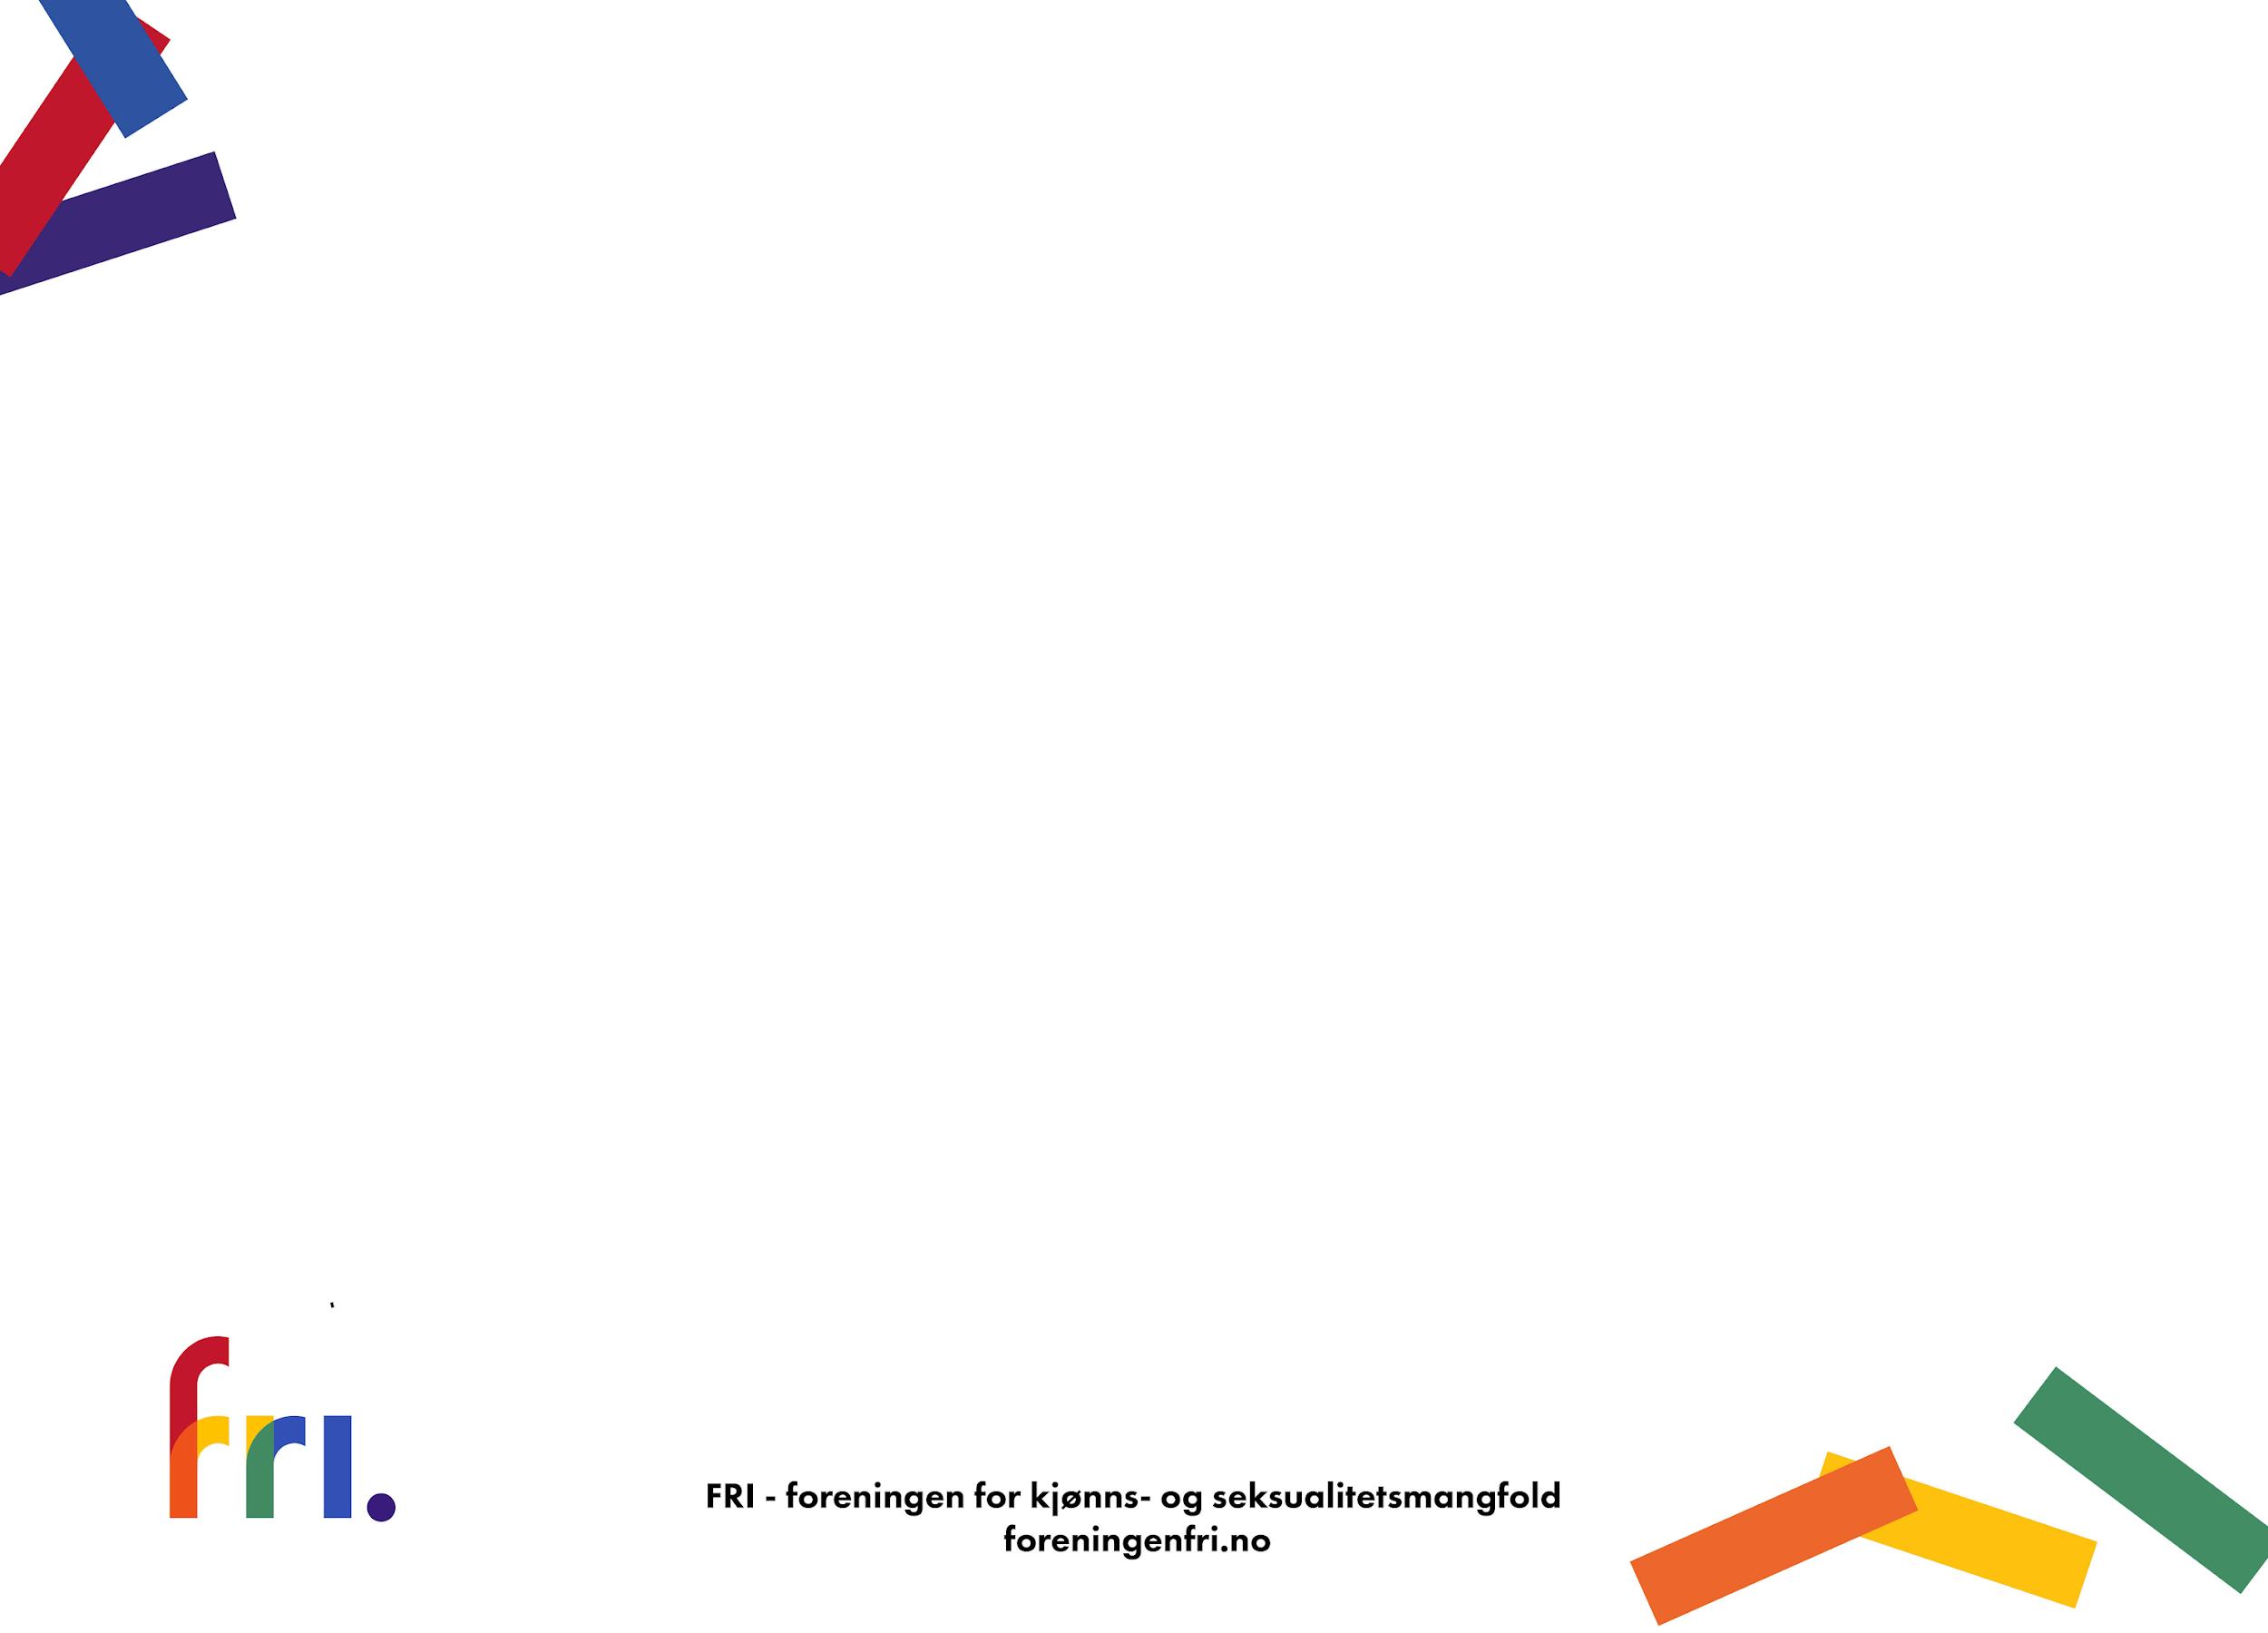 fri.
FRI - foreningen for kjønns- og seksualitetsmangfold
foreningenfri.no